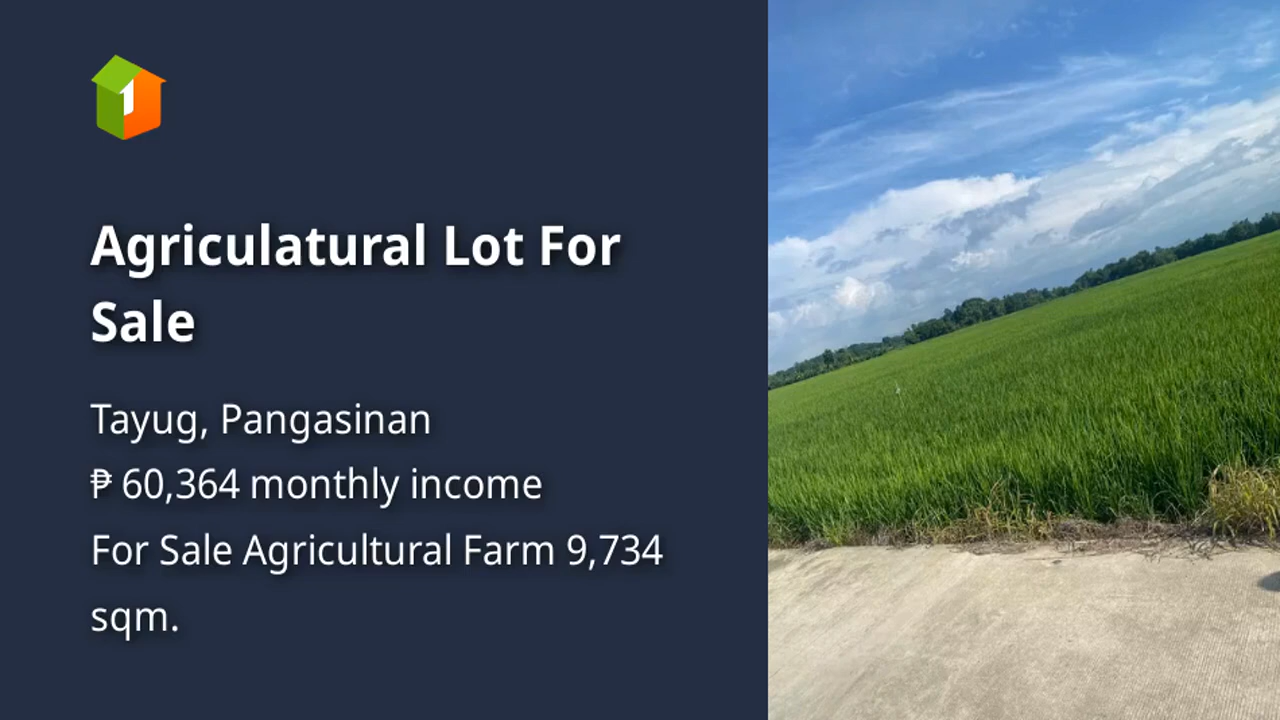 Agriculatural Lot For
Sale
Tayug, Pangasinan
₱ 60,364 monthly income
For Sale Agricultural Farm 9,734
sqm.